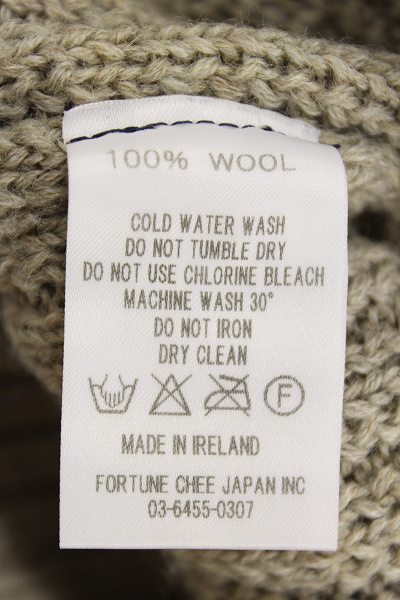 100% WOOL
COLD WATER WASH
DO NOT TUMBLE DRY
DO NOT USE CHLORINE BLEACH
MACHINE WASH 30°
DO NOT IRON
DRY CLEAN
F
MADE IN IRELAND
FORTUNE CHEE JAPAN INC
03-6455-0307